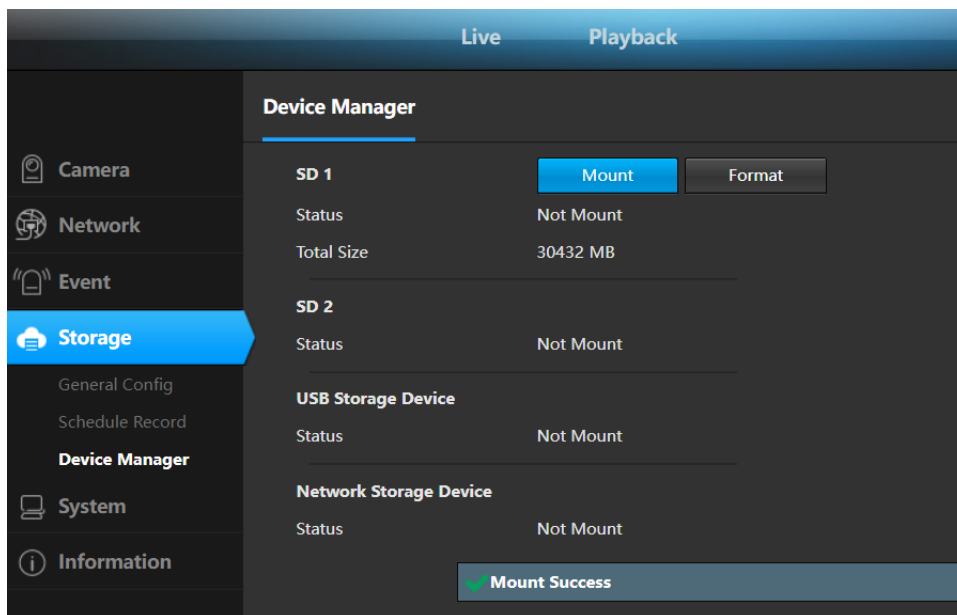 Live Playback
Device Manager
Camera
Network
Event
Storage
General Config
Schedule Record
Device Manager
System
Information
SD 1 Mount Format
Status Not Mount
Total Size 30432 MB
SD 2
Status Not Mount
USB Storage Device
Status Not Mount
Network Storage Device
Status Not Mount
Mount Success